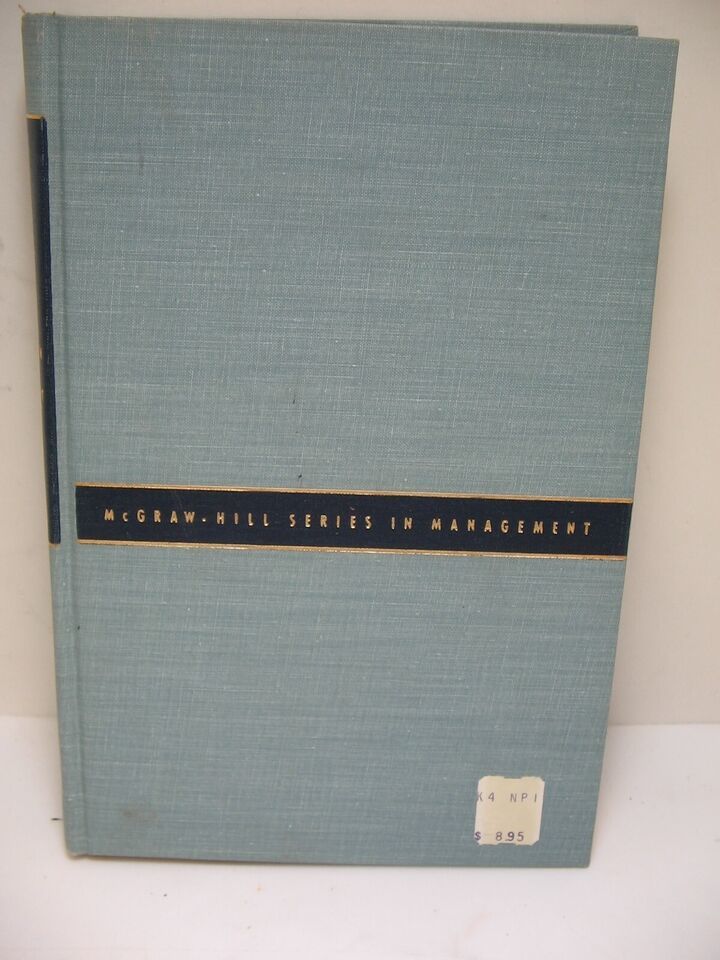 McGRAW-HILL SERIES IN MANAGEMENT
K4 NPI
$ 8.95